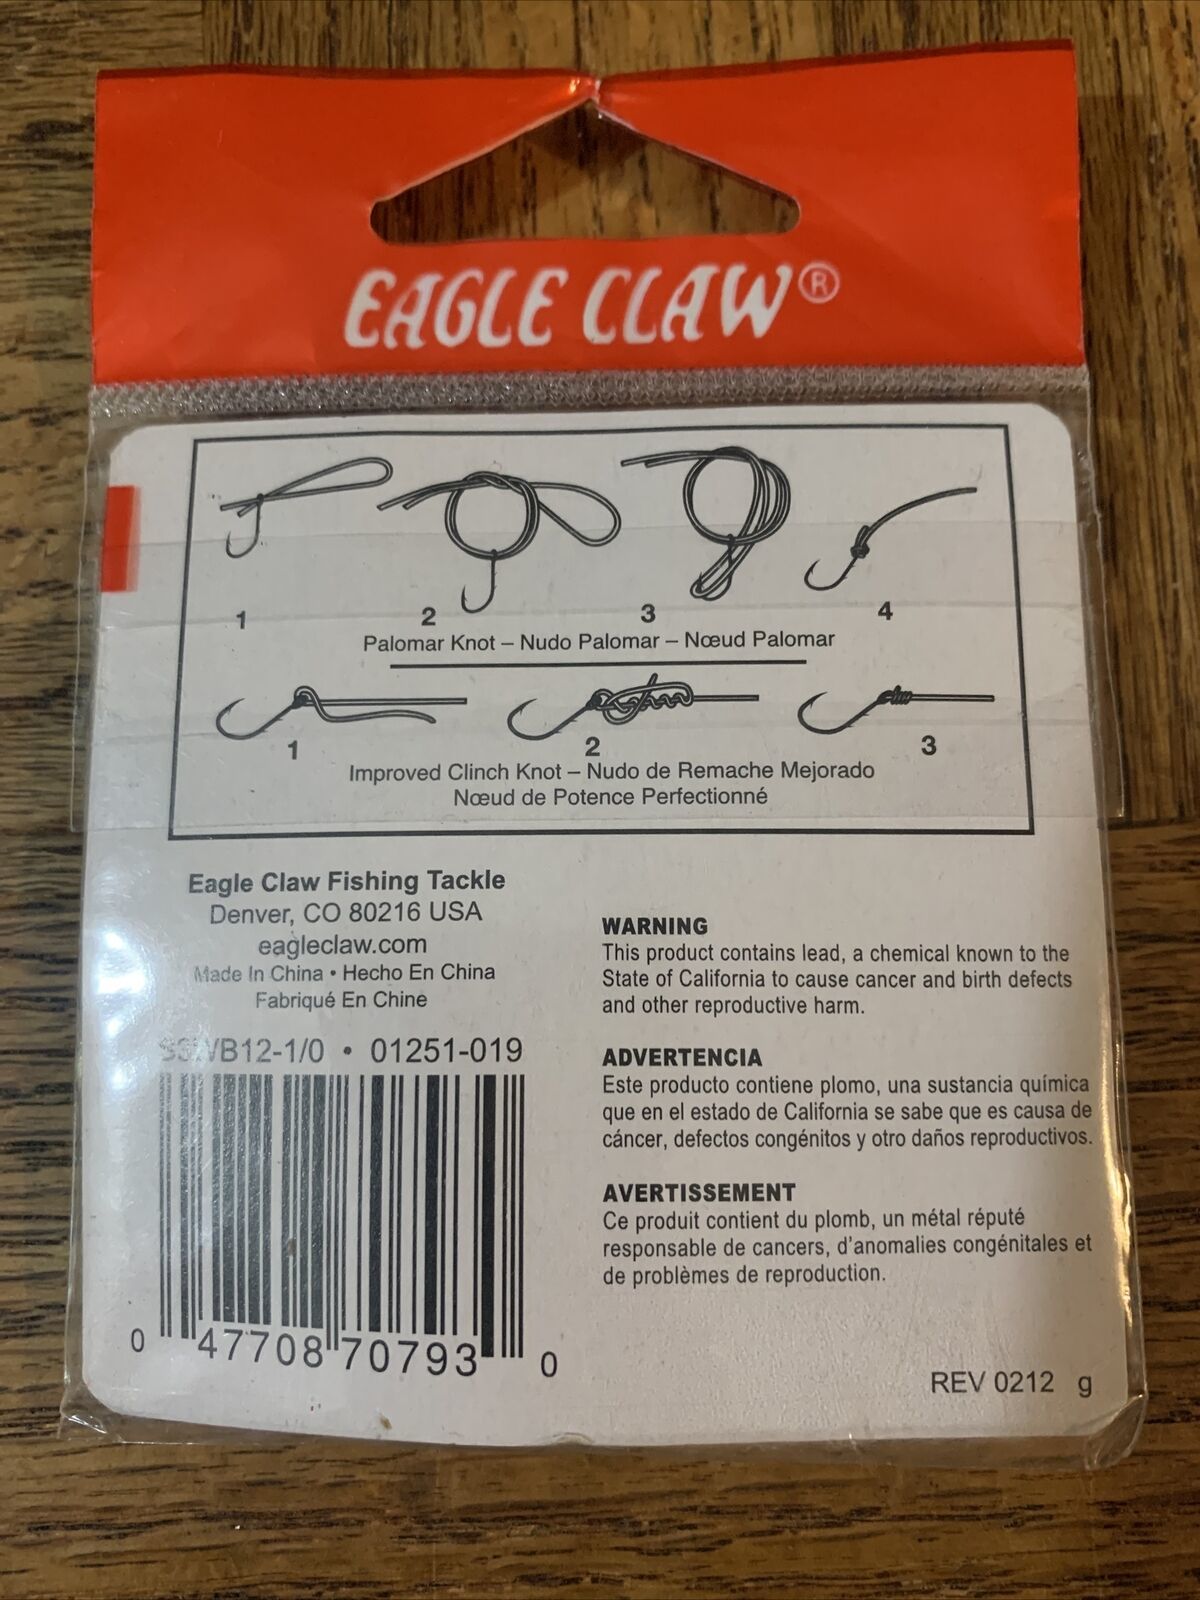 EAGLE CLAW®
1
2
3
4
Palomar Knot – Nudo Palomar – Nœud Palomar
1
2
3
Improved Clinch Knot – Nudo de Remache Mejorado
Nœud de Potence Perfectionné
Eagle Claw Fishing Tackle
Denver, CO 80216 USA
eagleclaw.com
Made In China • Hecho En China
Fabriqué En Chine
• 01251-019
0 47708 70793 0
WARNING
This product contains lead, a chemical known to the
State of California to cause cancer and birth defects
and other reproductive harm.
ADVERTENCIA
Este producto contiene plomo, una sustancia química
que en el estado de California se sabe que es causa de
cáncer, defectos congénitos y otro daños reproductivos.
AVERTISSEMENT
Ce produit contient du plomb, un métal réputé
responsable de cancers, d'anomalies congénitales et
de problèmes de reproduction.
REV 0212 g